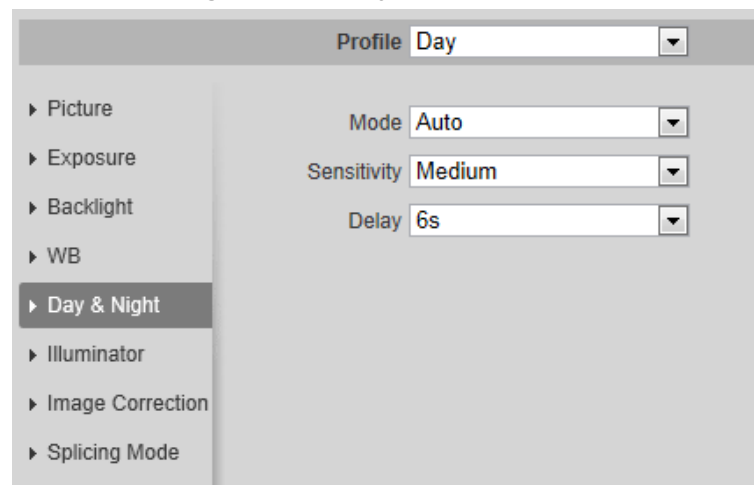 Profile Day
Picture
Mode Auto
Exposure
Sensitivity Medium
Backlight
Delay 6s
WB
Day & Night
Illuminator
Image Correction
Splicing Mode